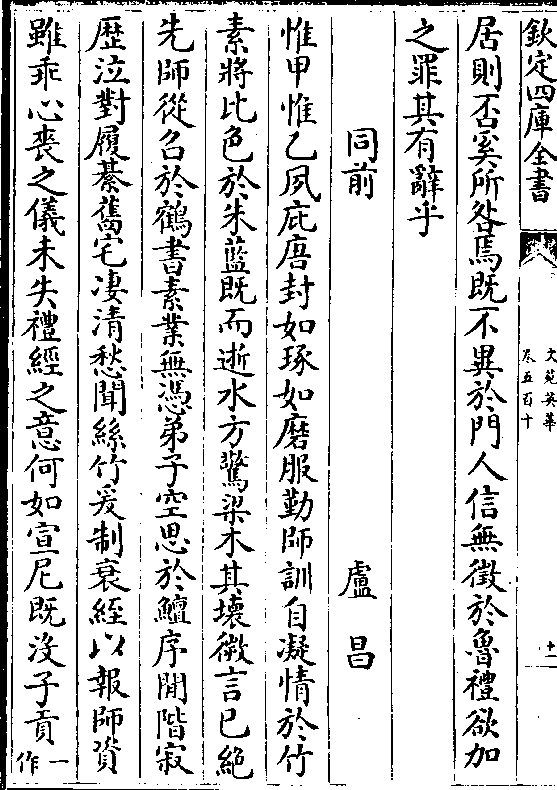 欽定四庫全書
文苑英華
卷五百十
十一
居則否奚所咎焉既不異於門人信無徵於魯禮欲加
之罪其有辭乎
同前
盧昌
惟甲惟乙夙庇唐封如琢如磨服勤師訓自凝情於竹
素將比色於朱藍既而逝水方驚梁木其壞微言已絕
先師從召於鶴書素業無憑弟子空思於鱣序閒階寂
歴泣對履綦舊宅淒清愁聞絲竹爰制衰絰以報師資
雖乖心喪之儀未失禮經之意何如宣尼既沒子貢一作